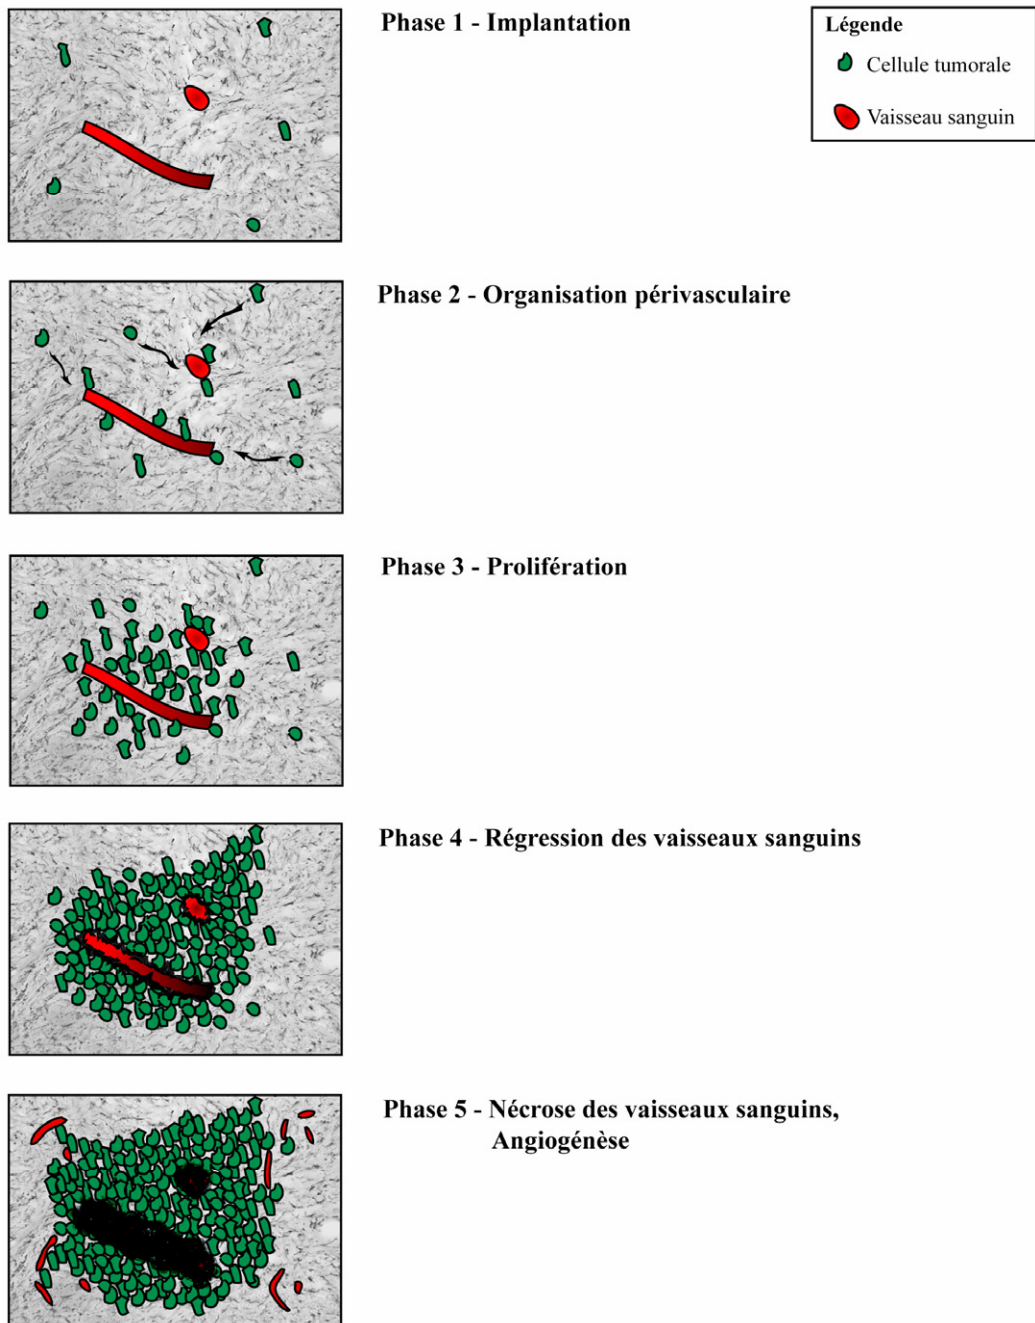 Phase 1 - Implantation
Légende
Cellule tumorale
Vaisseau sanguin
Phase 2 - Organisation périvasculaire
Phase 3 - Prolifération
Phase 4 - Régression des vaisseaux sanguins
Phase 5 - Nécrose des vaisseaux sanguins,
Angiogénèse